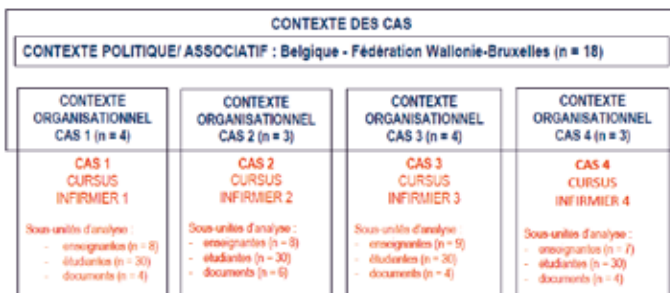 CONTEXTE DES CAS
CONTEXTE POLITIQUE/ ASSOCIATIF : Belgique - Fédération Wallonie-Bruxelles (n = 18)
CONTEXTE
ORGANISATIONNEL
CAS 1 (n = 4)
CAS 1
CURSUS
INFIRMIER 1
Sous-unités d'analyse :
- enseignantes (n = 8)
- étudiantes (n = 30)
- documents (n = 4)
CONTEXTE
ORGANISATIONNEL
CAS 2 (n = 3)
CAS 2
CURSUS
INFIRMIER 2
Sous-unités d'analyse :
- enseignantes (n = 8)
- étudiantes (n = 30)
- documents (n = 6)
CONTEXTE
ORGANISATIONNEL
CAS 3 (n = 4)
CAS 3
CURSUS
INFIRMIER 3
Sous-unités d'analyse
- enseignantes (n = 9)
- étudiantes (n = 30)
- documents (n = 4)
CONTEXTE
ORGANISATIONNEL
CAS 4 (n = 3)
CAS 4
CURSUS
INFIRMIER 4
Sous-unités d'analyse :
- enseignantes (n = 7)
- étudiantes (n = 30)
- documents (n = 4)